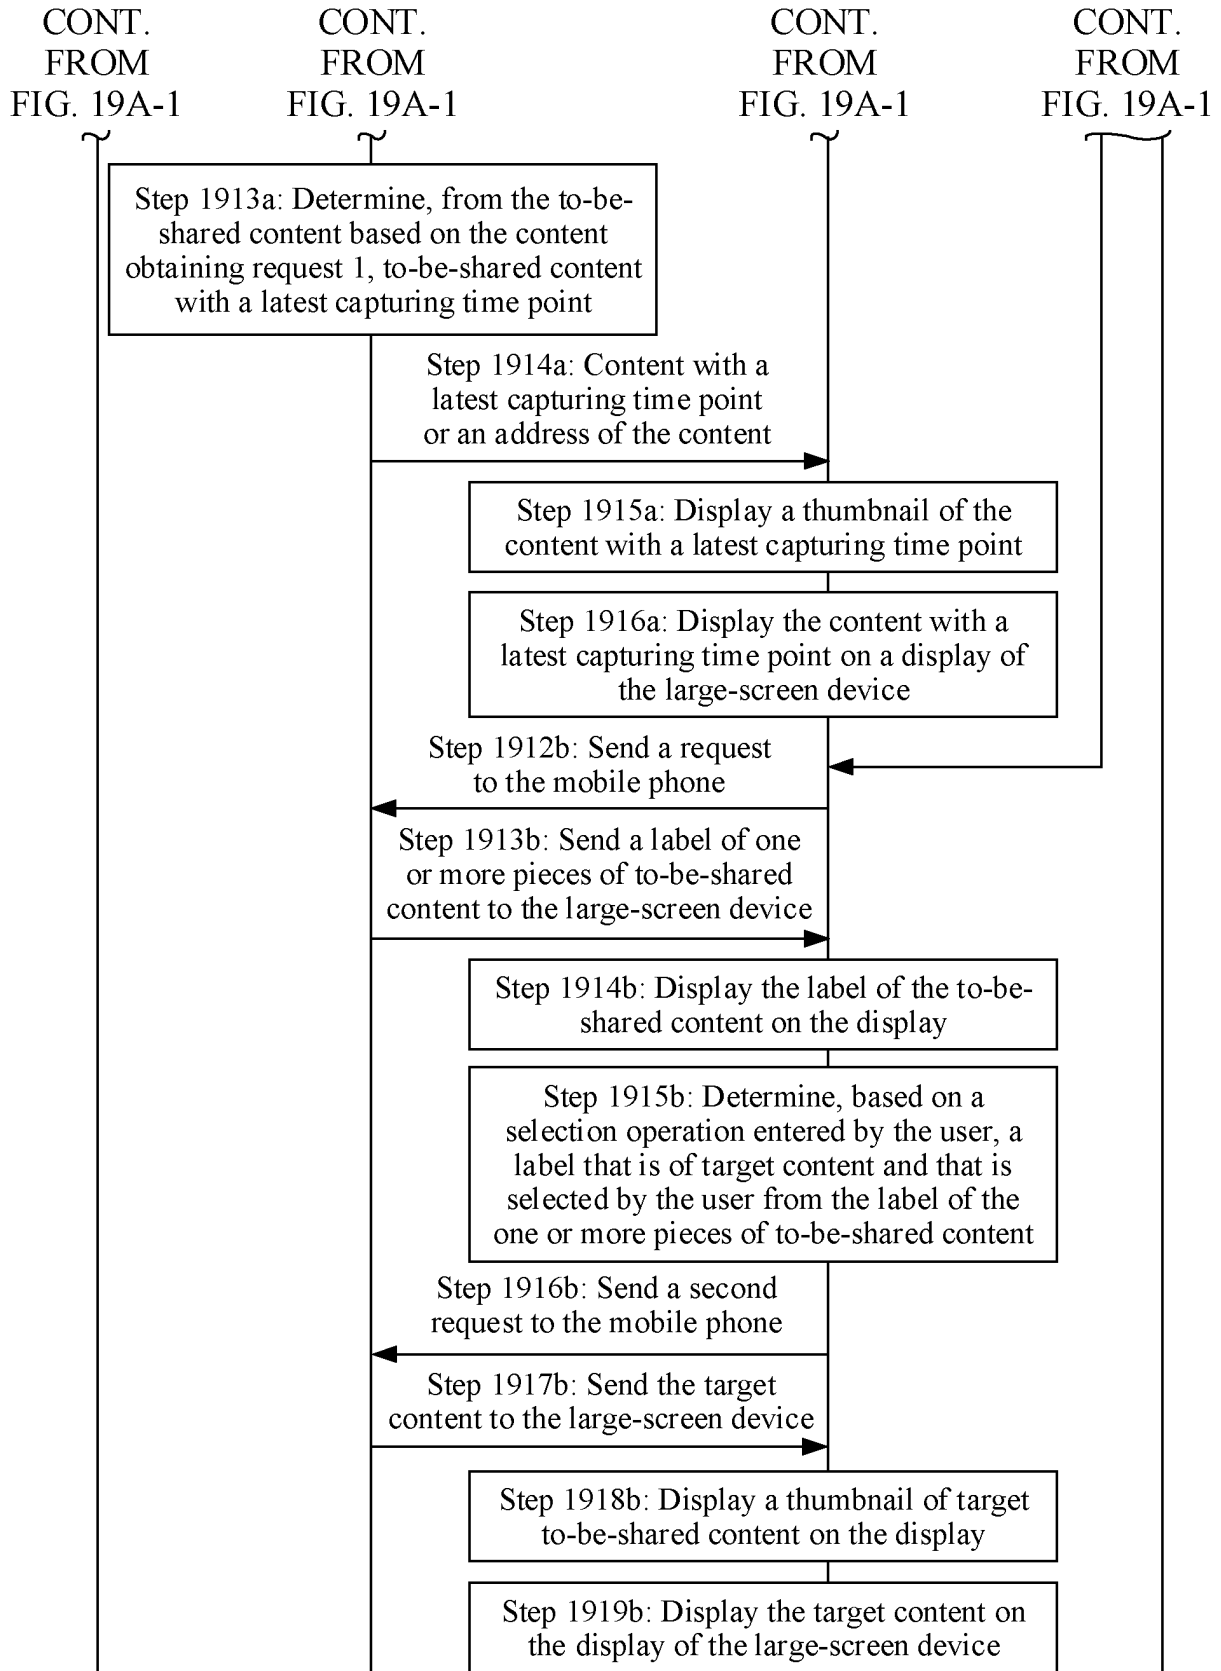 CONT.
FROM
FIG. 19A-1
CONT.
FROM
FIG. 19A-1
CONT.
FROM
FIG. 19A-1
CONT.
FROM
FIG. 19A-1
Step 1913a: Determine, from the to-be-
shared content based on the content
obtaining request 1, to-be-shared content
with a latest capturing time point
Step 1914a: Content with a
latest capturing time point
or an address of the content
Step 1915a: Display a thumbnail of the
content with a latest capturing time point
Step 1916a: Display the content with a
latest capturing time point on a display of
the large-screen device
Step 1912b: Send a request
to the mobile phone
Step 1913b: Send a label of one
or more pieces of to-be-shared
content to the large-screen device
Step 1914b: Display the label of the to-be-
shared content on the display
Step 1915b: Determine, based on a
selection operation entered by the user, a
label that is of target content and that is
selected by the user from the label of the
one or more pieces of to-be-shared content
Step 1916b: Send a second
request to the mobile phone
Step 1917b: Send the target
content to the large-screen device
Step 1918b: Display a thumbnail of target
to-be-shared content on the display
Step 1919b: Display the target content on
the display of the large-screen device